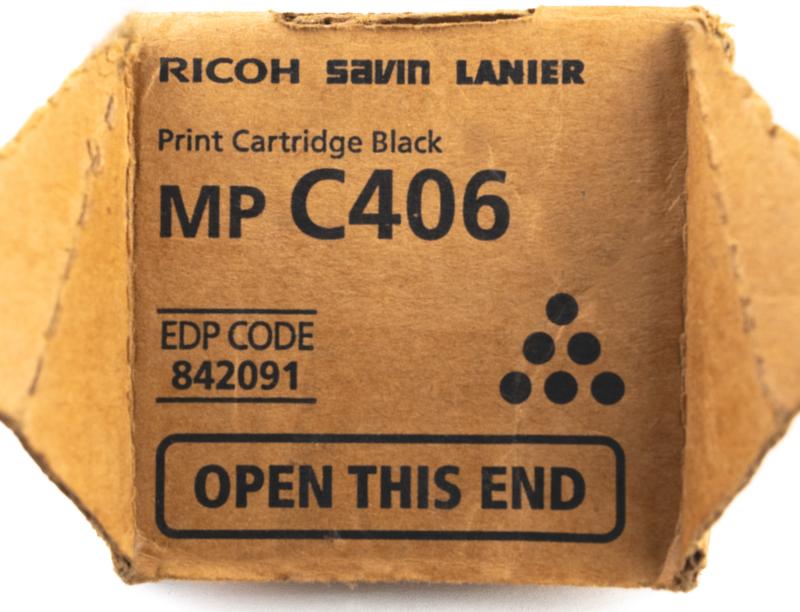 RICOH savin LANIER
Print Cartridge Black
MP C406
EDP CODE
842091
OPEN THIS END